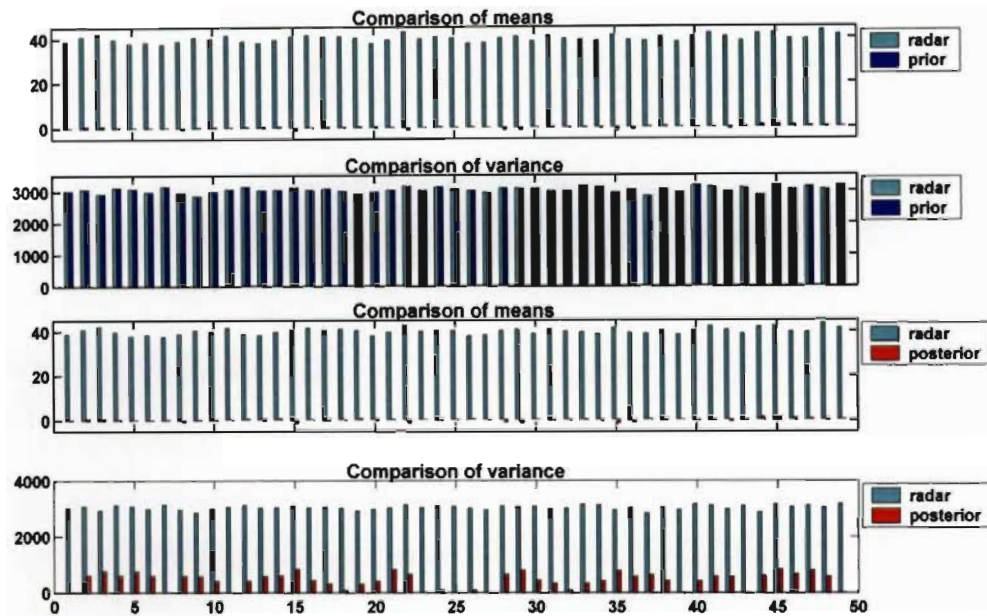 Comparison of means
40
20
0
radar
prior
Comparison of variance
3000
2000
1000
0
radar
prior
Comparison of means
40
20
0
radar
posterior
Comparison of variance
4000
2000
0
radar
posterior
0 5 10 15 20 25 30 35 40 45 50